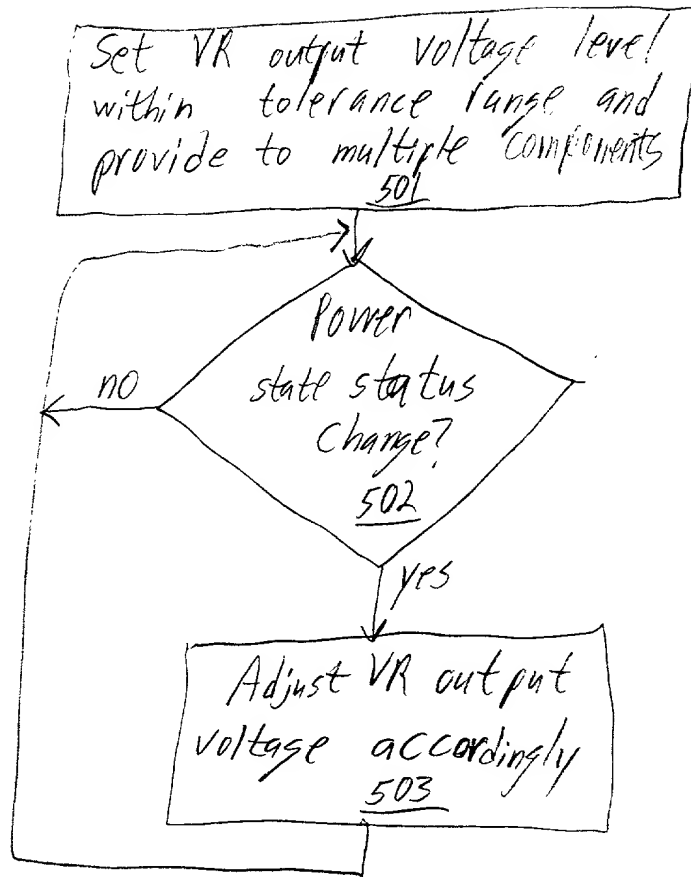 Set VR output voltage level
within tolerance range and
provide to multiple components
501
Power
state status
change?
502
no
yes
Adjust VR output
voltage accordingly
503